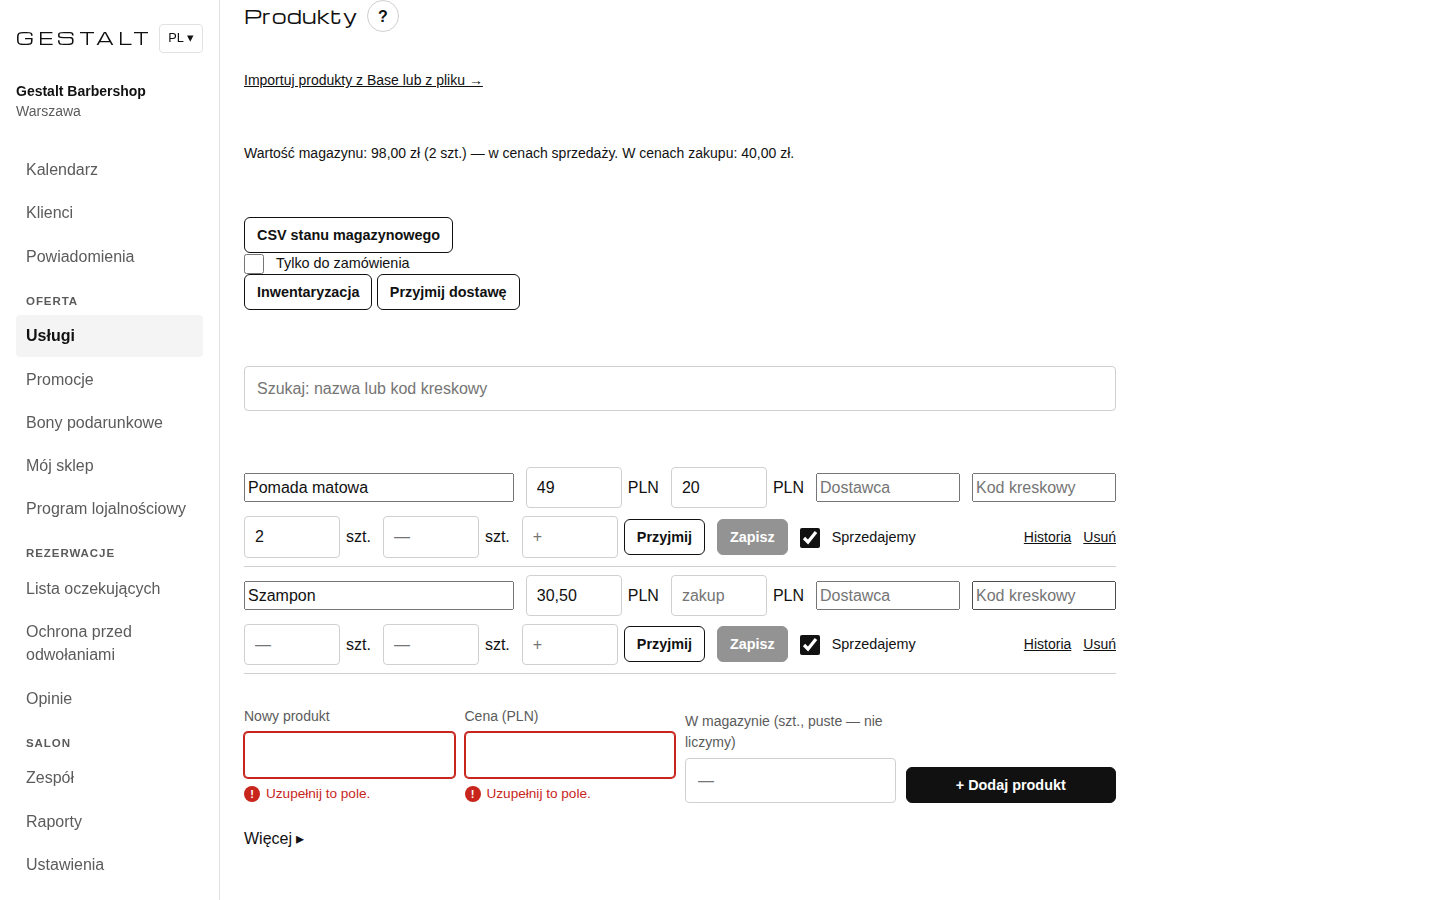 GESTALT
PL ▾
Gestalt Barbershop
Warszawa
Kalendarz
Klienci
Powiadomienia
OFERTA
Usługi
Promocje
Bony podarunkowe
Mój sklep
Program lojalnościowy
REZERWACJE
Lista oczekujących
Ochrona przed
odwołaniami
Opinie
SALON
Zespół
Raporty
Ustawienia
Produkty ?
Importuj produkty z Base lub z pliku →
Wartość magazynu: 98,00 zł (2 szt.) — w cenach sprzedaży. W cenach zakupu: 40,00 zł.
CSV stanu magazynowego
Tylko do zamówienia
Inwentaryzacja Przyjmij dostawę
Szukaj: nazwa lub kod kreskowy
Pomada matowa 49 PLN 20 PLN Dostawca Kod kreskowy
2 szt. — szt. + Przyjmij Zapisz Sprzedajemy Historia Usuń
Szampon 30,50 PLN zakup PLN Dostawca Kod kreskowy
— szt. — szt. + Przyjmij Zapisz Sprzedajemy Historia Usuń
Nowy produkt Cena (PLN) W magazynie (szt., puste — nie
liczymy)
— + Dodaj produkt
! Uzupełnij to pole. ! Uzupełnij to pole.
Więcej ▸